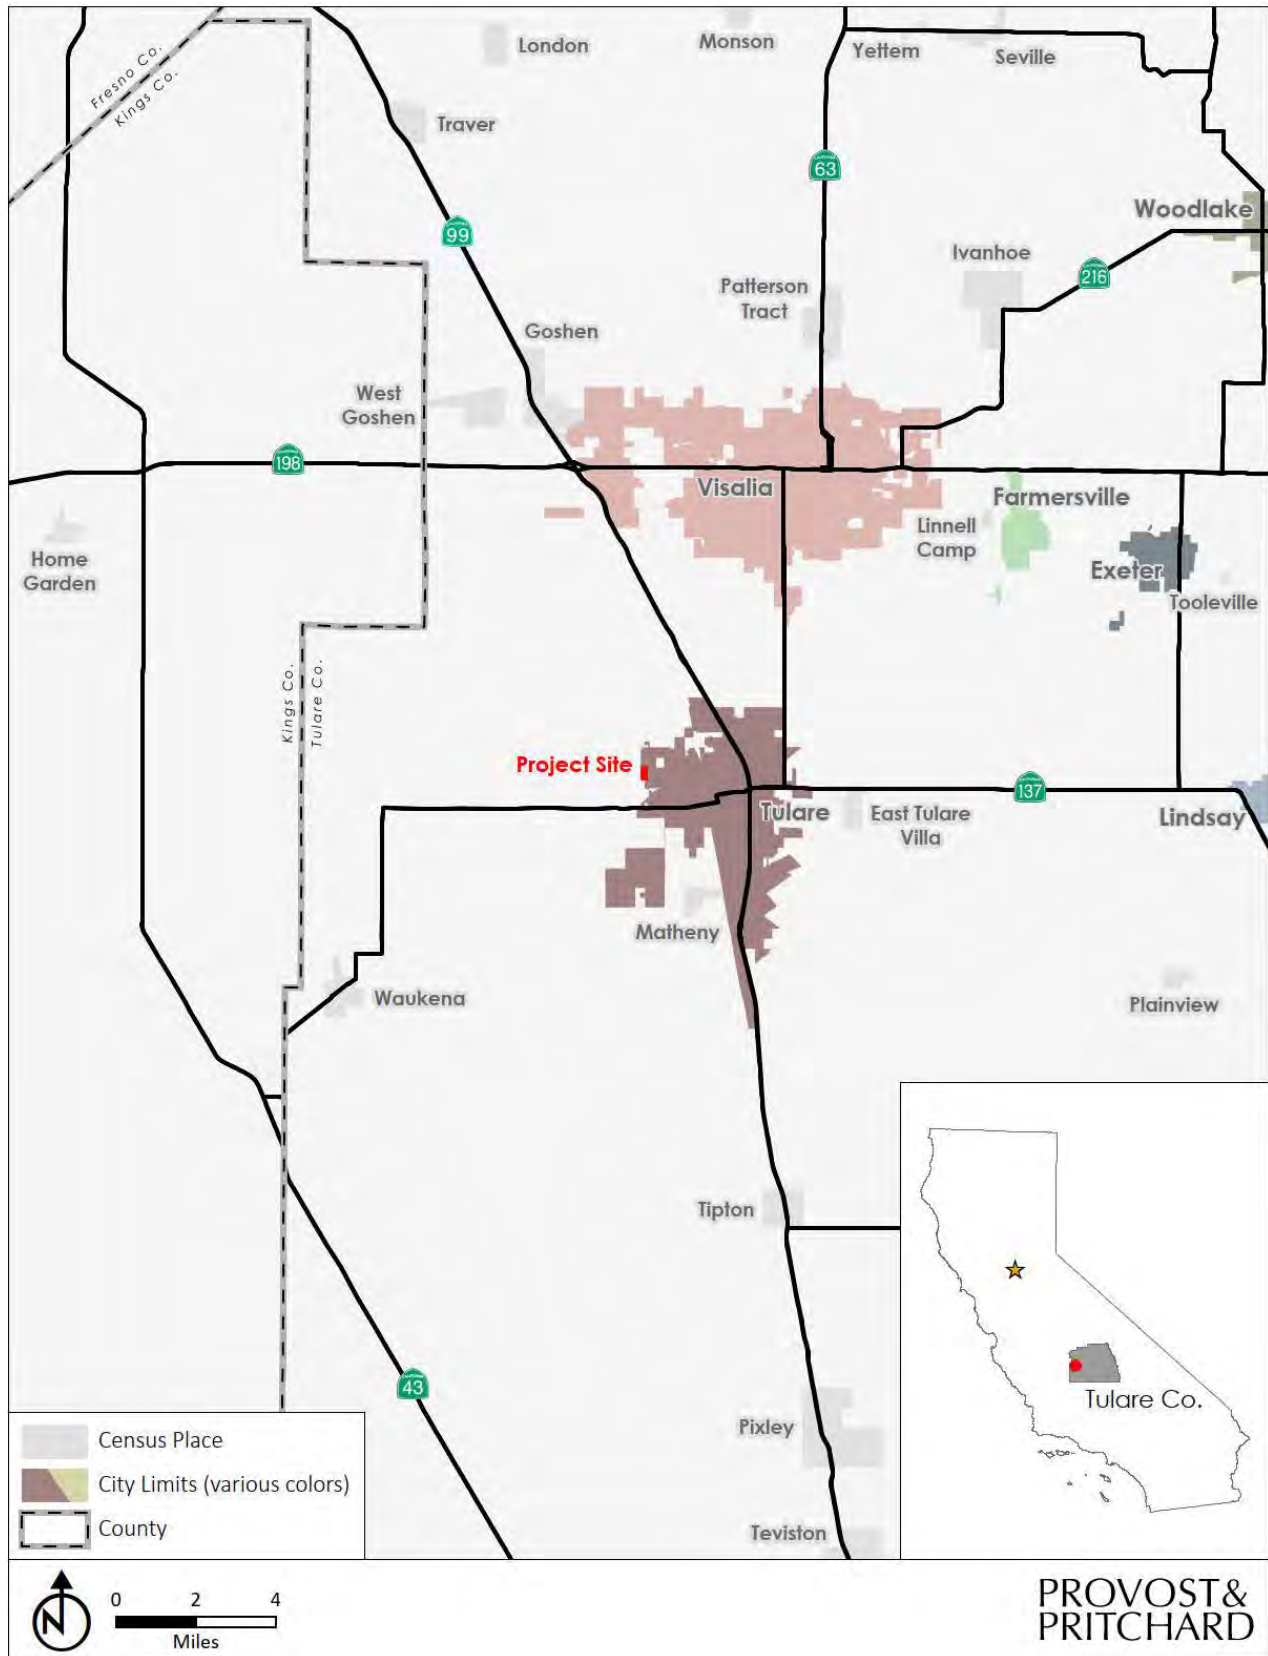 London
Monson
Yettem
Seville
Fresno Co.
Kings Co.
Traver
63
Woodlake
99
Ivanhoe
216
Patterson
Tract
Goshen
West
Goshen
198
Visalia
Farmersville
Linnell
Camp
Home
Garden
Exeter
Tooleville
Kings Co.
Tulare Co.
Project Site
137
Tulare
East Tulare
Villa
Lindsay
Matheny
Waukena
Plainview
Tipton
43
Tulare Co.
Pixley
Teviston
Census Place
City Limits (various colors)
County
N
0 2 4
Miles
PROVOST&
PRITCHARD